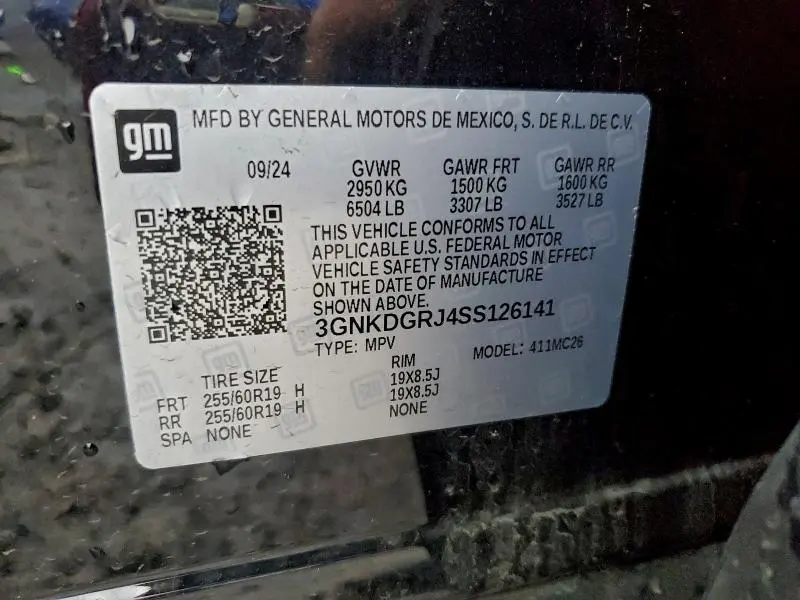 gm
MFD BY GENERAL MOTORS DE MEXICO, S. DE R.L. DE C.V.
09/24 GVWR GAWR FRT GAWR RR
2950 KG 1500 KG 1600 KG
6504 LB 3307 LB 3527 LB
THIS VEHICLE CONFORMS TO ALL
APPLICABLE U.S. FEDERAL MOTOR
VEHICLE SAFETY STANDARDS IN EFFECT
ON THE DATE OF MANUFACTURE
SHOWN ABOVE.
3GNKDGRJ4SS126141
TYPE: MPV MODEL: 411MC26
TIRE SIZE RIM
FRT 255/60R19 H 19X8.5J
RR 255/60R19 H 19X8.5J
SPA NONE NONE